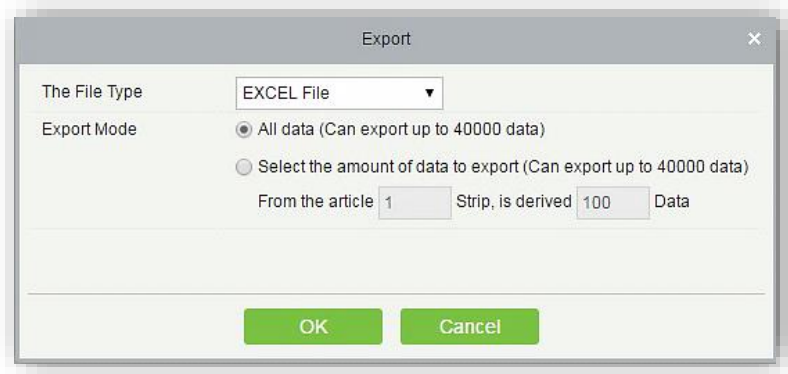 Export ×
The File Type EXCEL File ▼
Export Mode All data (Can export up to 40000 data)
Select the amount of data to export (Can export up to 40000 data)
From the article 1 Strip, is derived 100 Data
OK Cancel